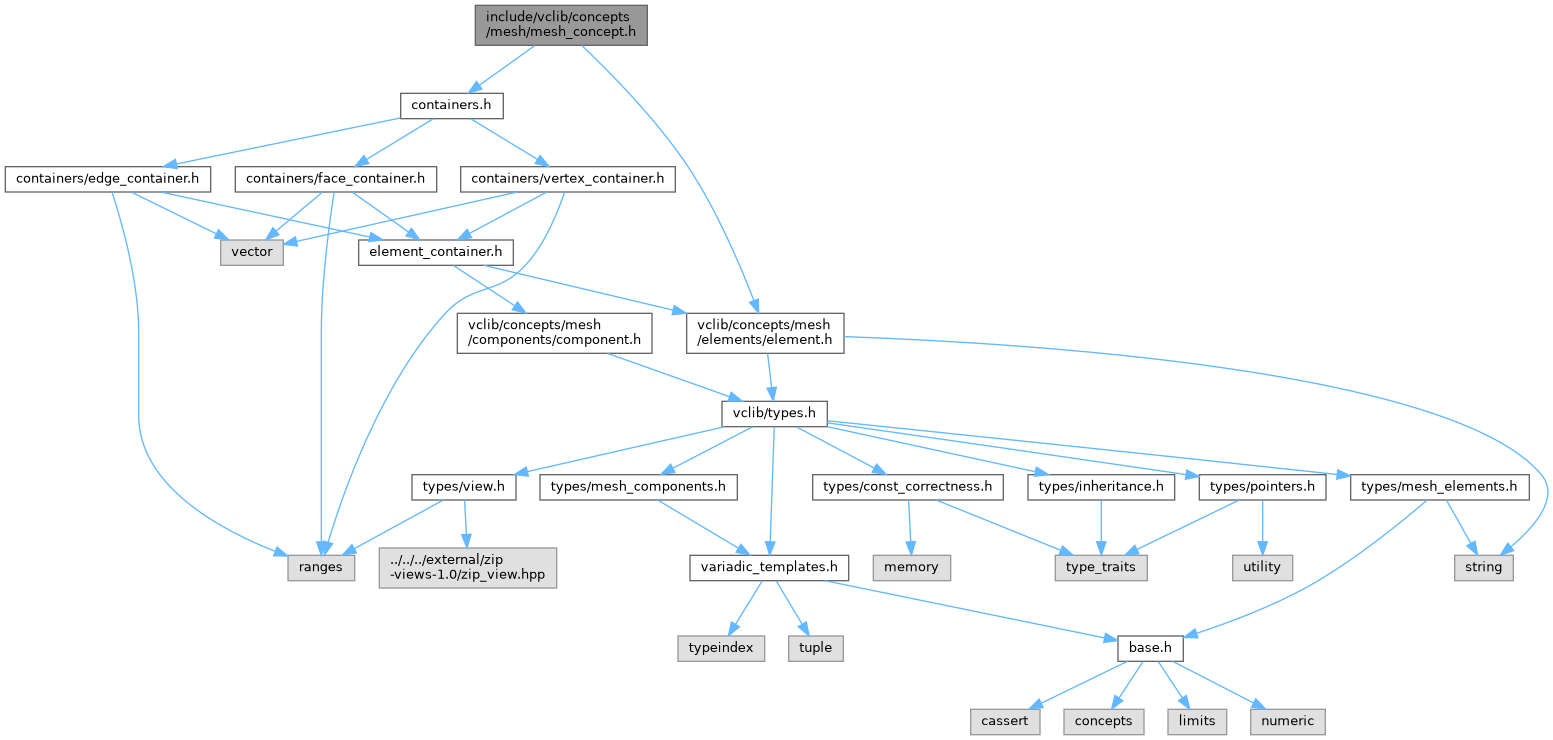 include/vclib/concepts
/mesh/mesh_concept.h
containers.h
containers/edge_container.h
containers/face_container.h
containers/vertex_container.h
vector
element_container.h
vclib/concepts/mesh
/components/component.h
vclib/concepts/mesh
/elements/element.h
vclib/types.h
types/view.h
types/mesh_components.h
types/const_correctness.h
types/inheritance.h
types/pointers.h
types/mesh_elements.h
ranges
../../../external/zip
-views-1.0/zip_view.hpp
variadic_templates.h
memory
type_traits
utility
string
typeindex
tuple
base.h
cassert
concepts
limits
numeric